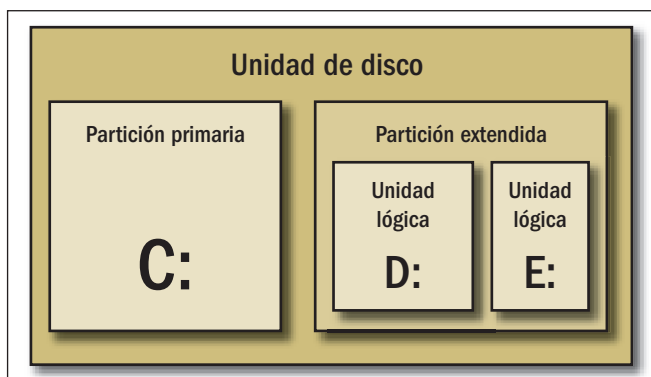 Unidad de disco
Partición primaria
C:
Partición extendida
Unidad
lógica
D:
Unidad
lógica
E: